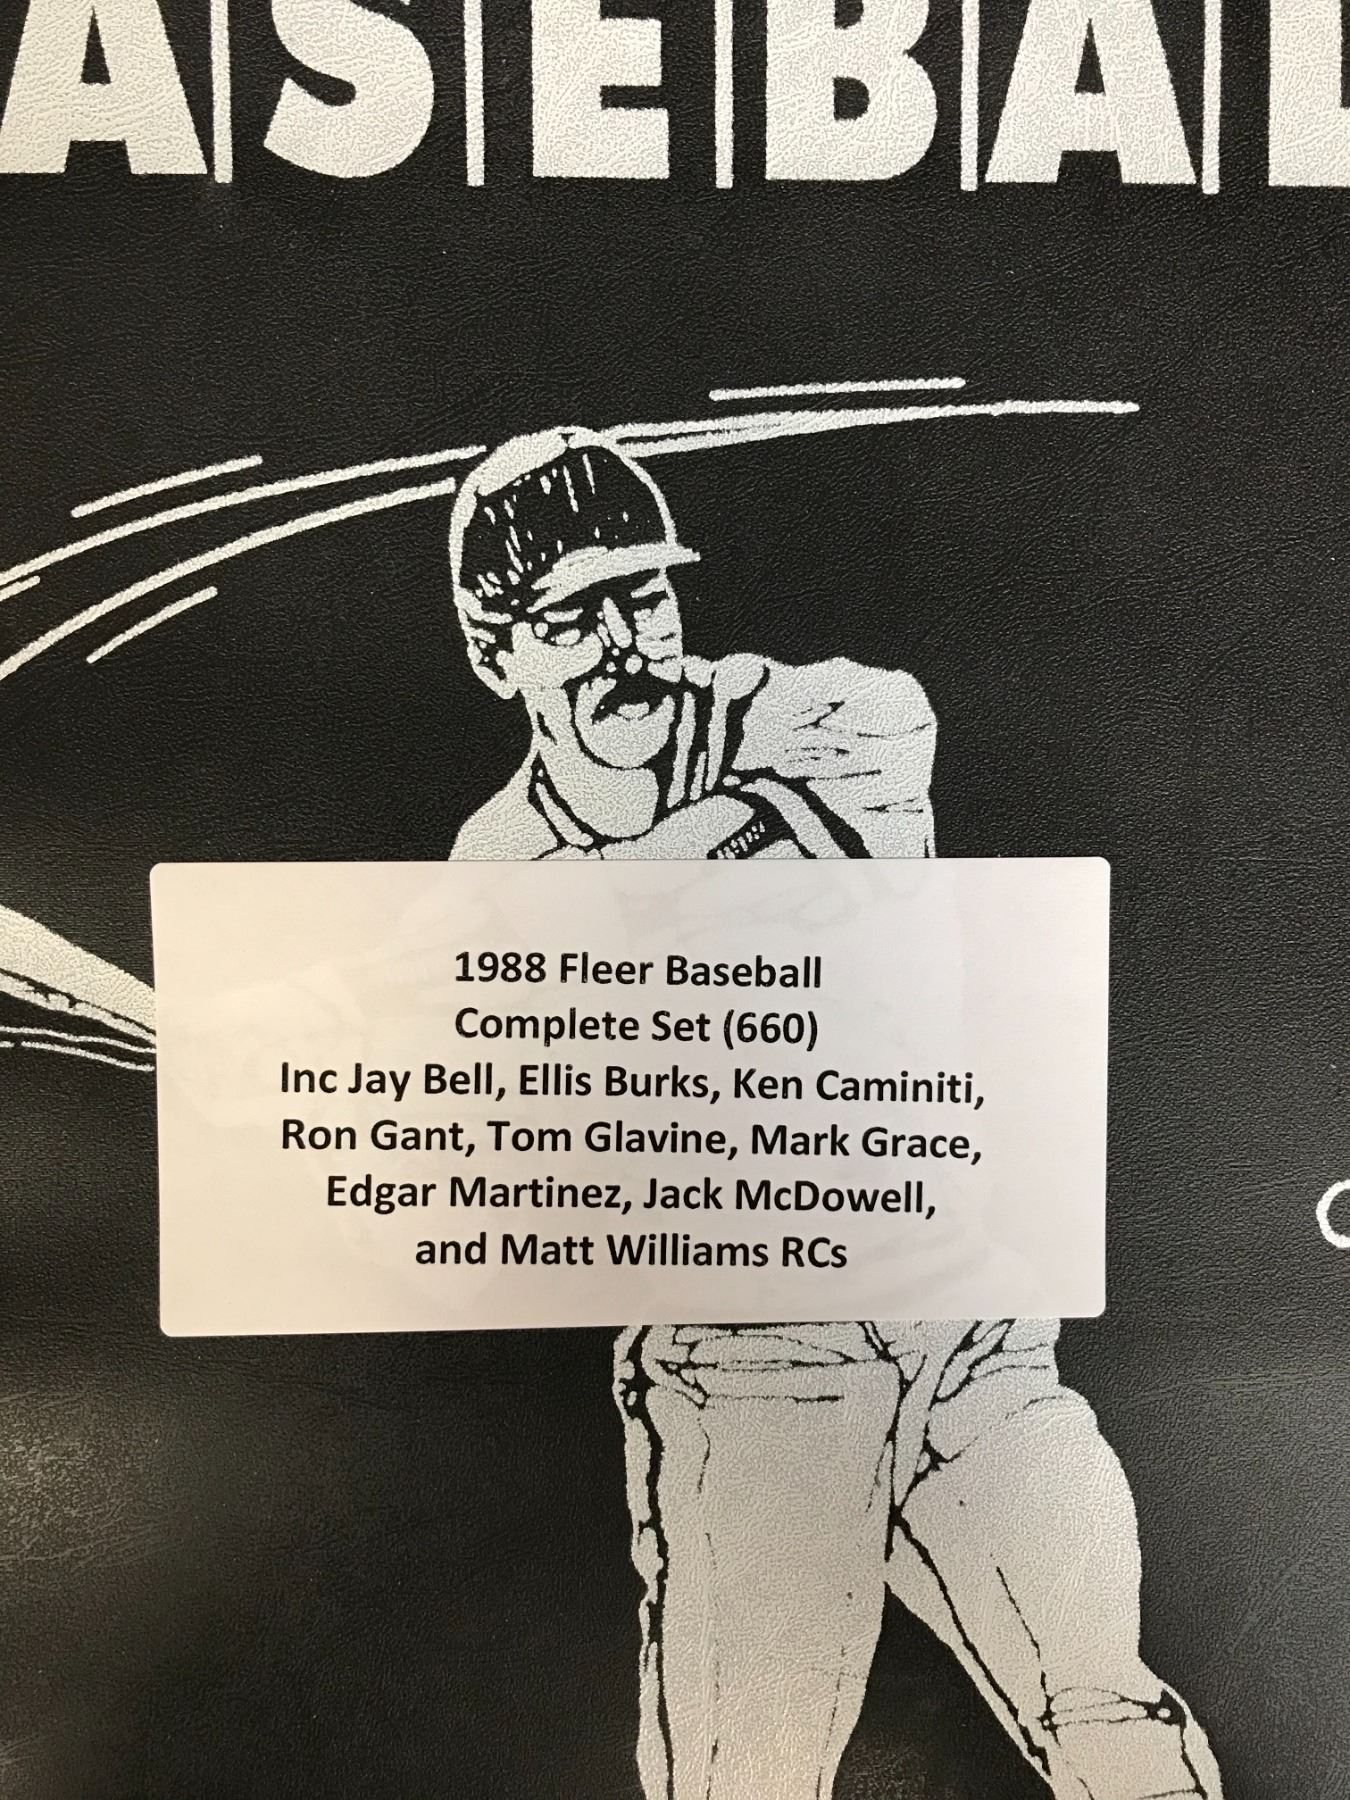 ASEBAL
1988 Fleer Baseball
Complete Set (660)
Inc Jay Bell, Ellis Burks, Ken Caminiti,
Ron Gant, Tom Glavine, Mark Grace,
Edgar Martinez, Jack McDowell,
and Matt Williams RCs